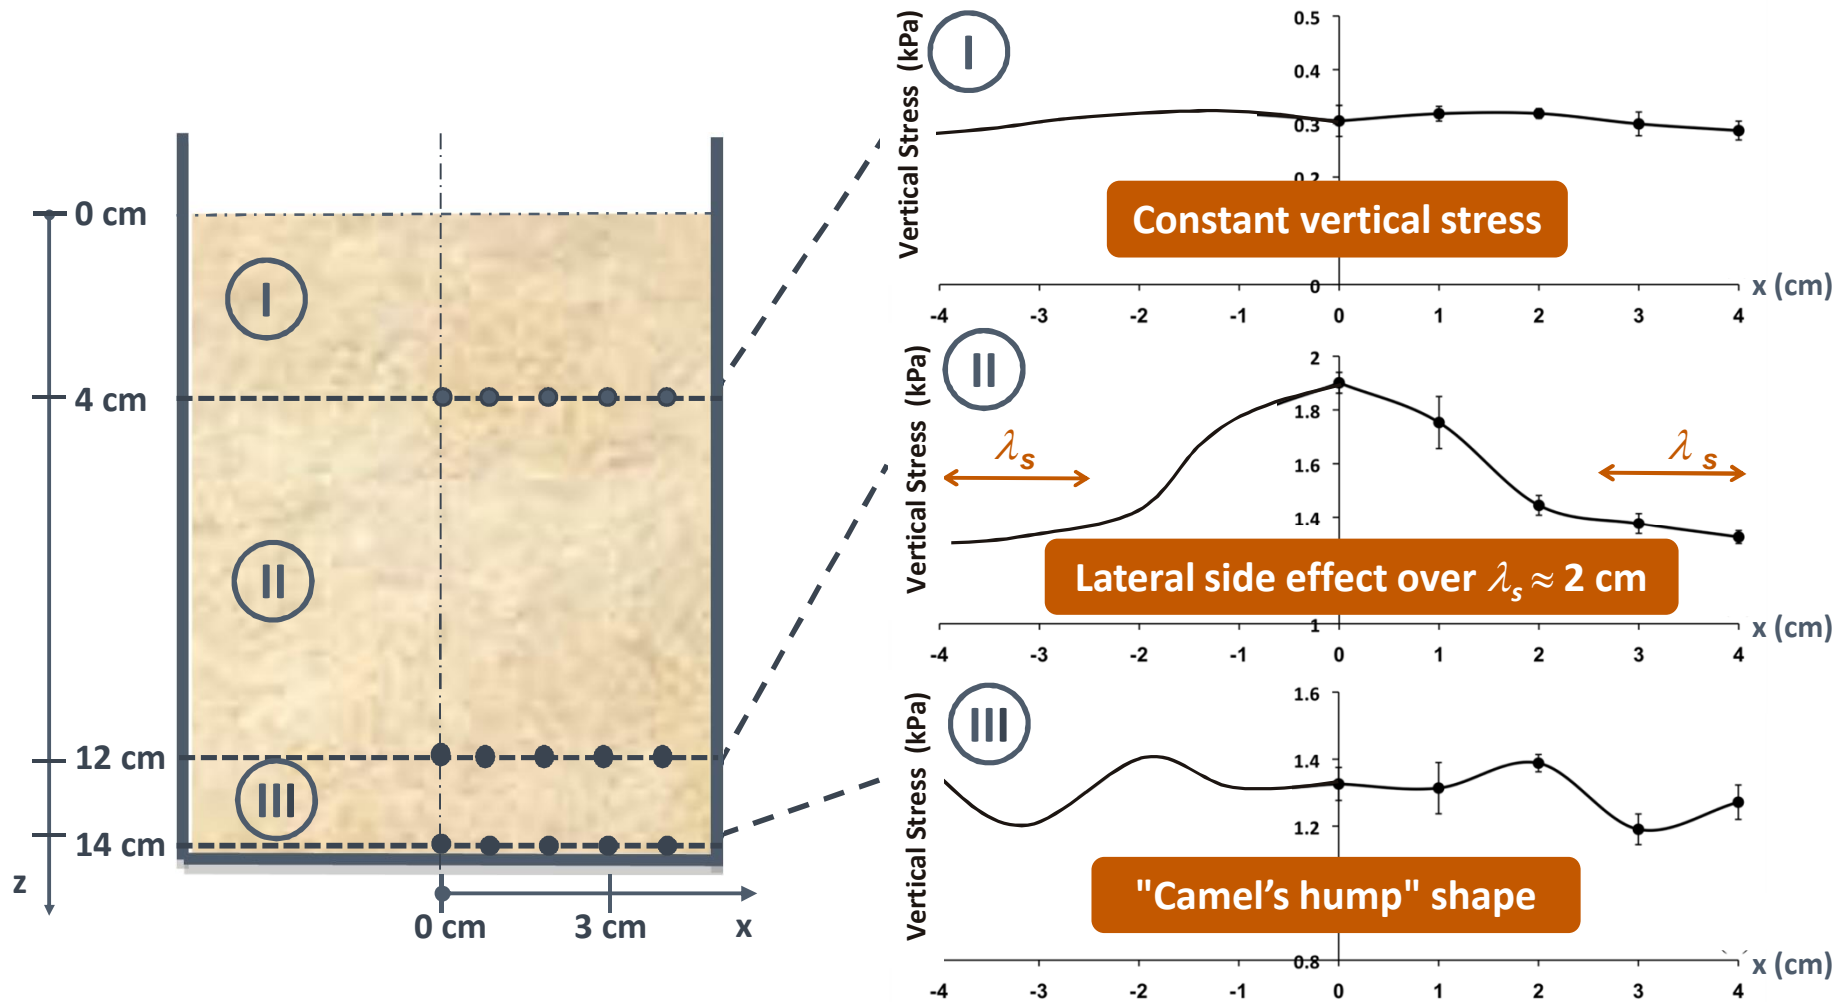 0 cm
I
4 cm
II
12 cm
III
14 cm
z
0 cm
3 cm
x
I
Vertical Stress (kPa)
0.5
0.4
0.3
0.2
Constant vertical stress
0
x (cm)
-4 -3 -2 -1 0 1 2 3 4
II
Vertical Stress (kPa)
2
1.8
1.6
1.4
λs
λs
Lateral side effect over λs ≈ 2 cm
1
x (cm)
-4 -3 -2 -1 0 1 2 3 4
III
Vertical Stress (kPa)
1.6
1.4
1.2
"Camel’s hump" shape
0.8
x (cm)
-4 -3 -2 -1 0 1 2 3 4